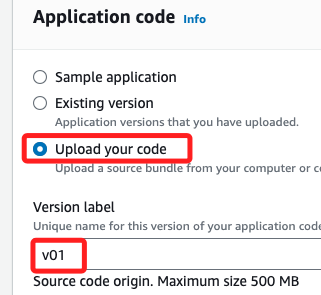 Application code Info
Sample application
Existing version
Application versions that you have uploaded.
Upload your code
Upload a source bundle from your computer or
Version label
Unique name for this version of your application code
v01
Source code origin. Maximum size 500 MB